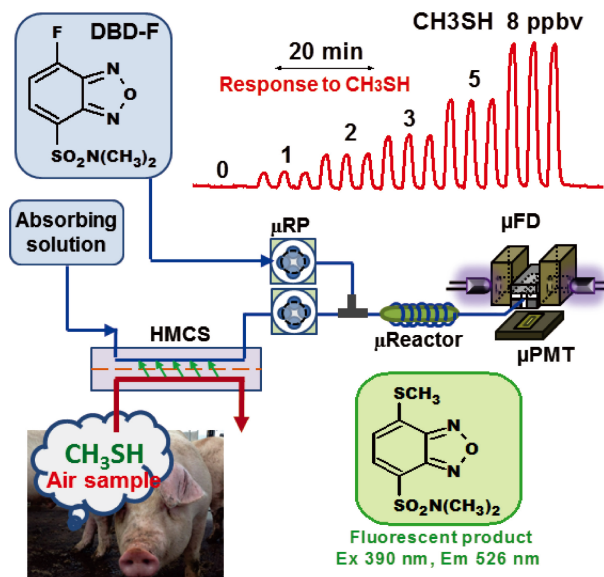 DBD-F
F
N
O
N
SO2N(CH3)2
CH3SH 8 ppbv
20 min
Response to CH3SH
0
1
2
3
5
Absorbing
solution
µRP
µFD
HMCS
µReactor
µPMT
CH3SH
Air sample
SCH3
N
O
N
SO2N(CH3)2
Fluorescent product
Ex 390 nm, Em 526 nm